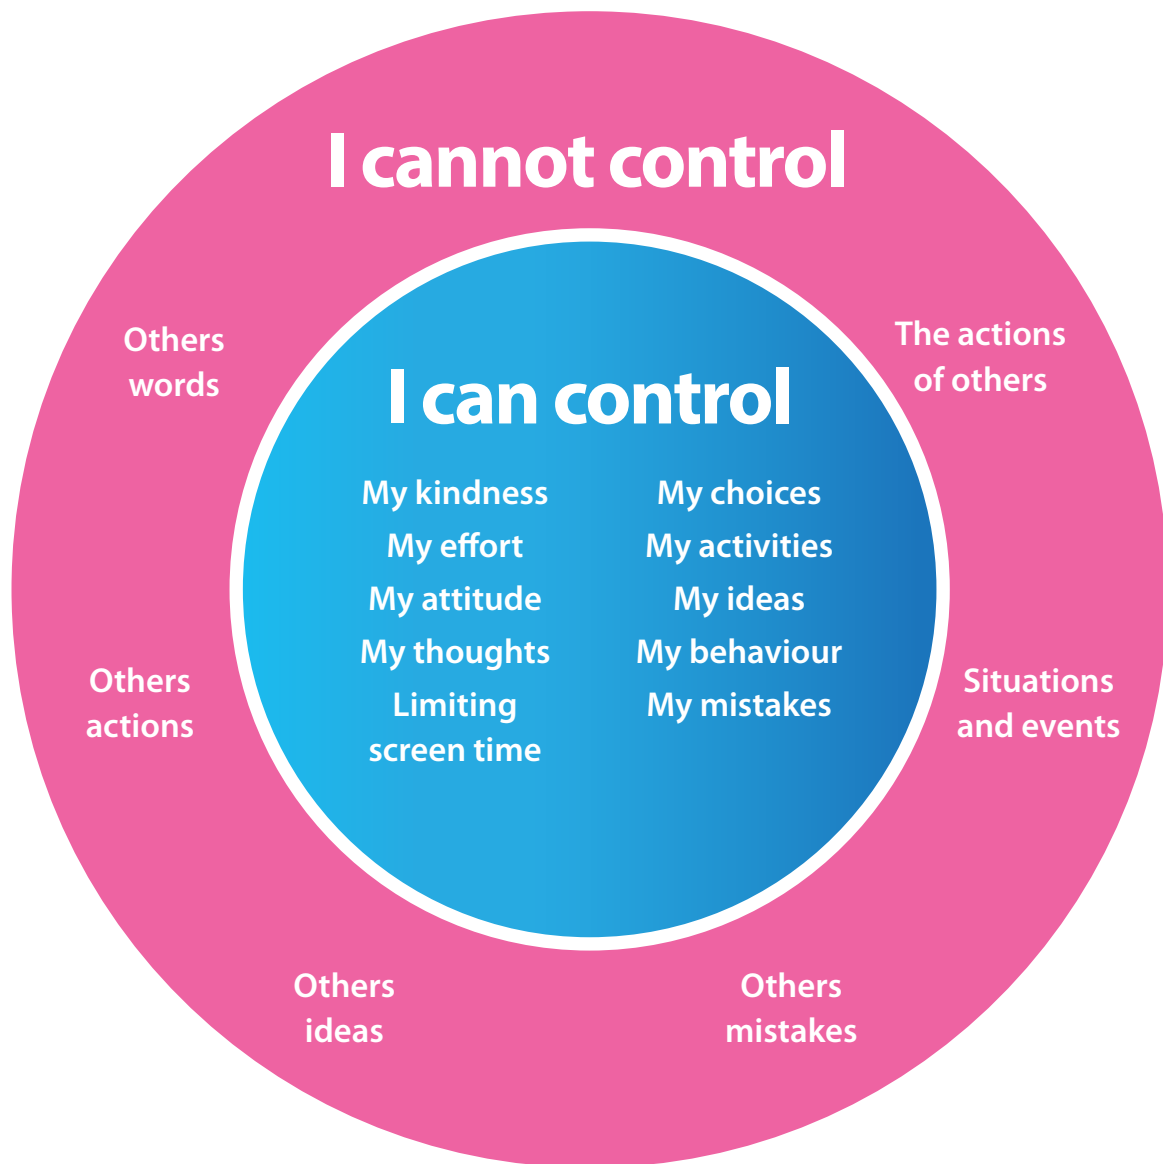 I cannot control
Others
words
The actions
of others
I can control
My kindness
My effort
My attitude
My thoughts
Limiting
screen time
My choices
My activities
My ideas
My behaviour
My mistakes
Others
actions
Situations
and events
Others
ideas
Others
mistakes